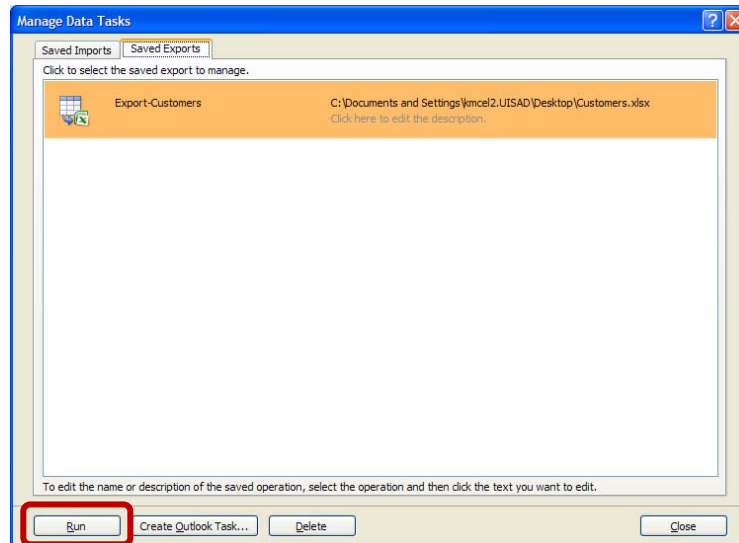 Manage Data Tasks
Saved Imports Saved Exports
Click to select the saved export to manage.
Export-Customers C:\Documents and Settings\kmcel2.UISAD\Desktop\Customers.xlsx
Click here to edit the description.
To edit the name or description of the saved operation, select the operation and then click the text you want to edit.
Run Create Outlook Task... Delete Close